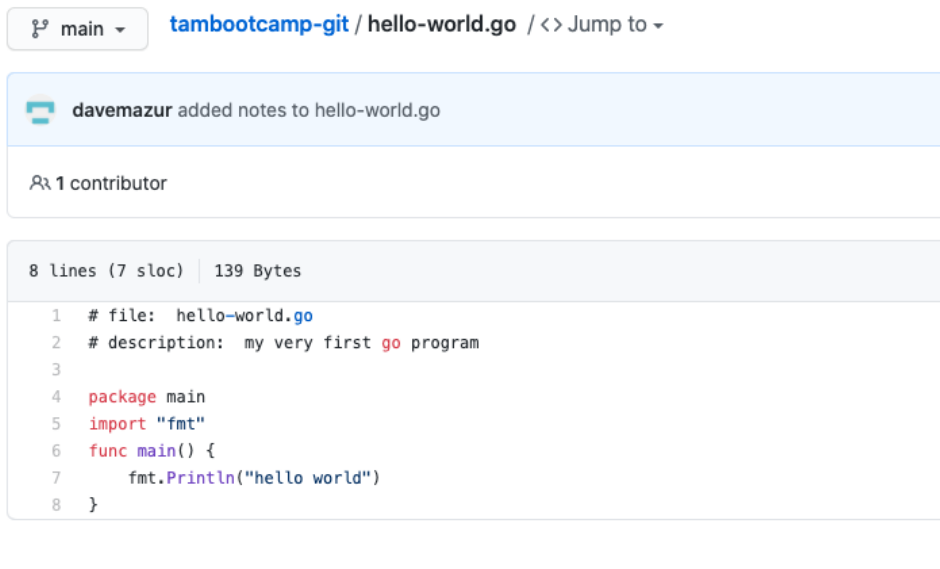 main
tambootcamp-git / hello-world.go / <> Jump to
davemazur added notes to hello-world.go
1 contributor
8 lines (7 sloc) 139 Bytes
1 # file:  hello-world.go
2 # description:  my very first go program
3
4 package main
5 import "fmt"
6 func main() {
7     fmt.Println("hello world")
8 }